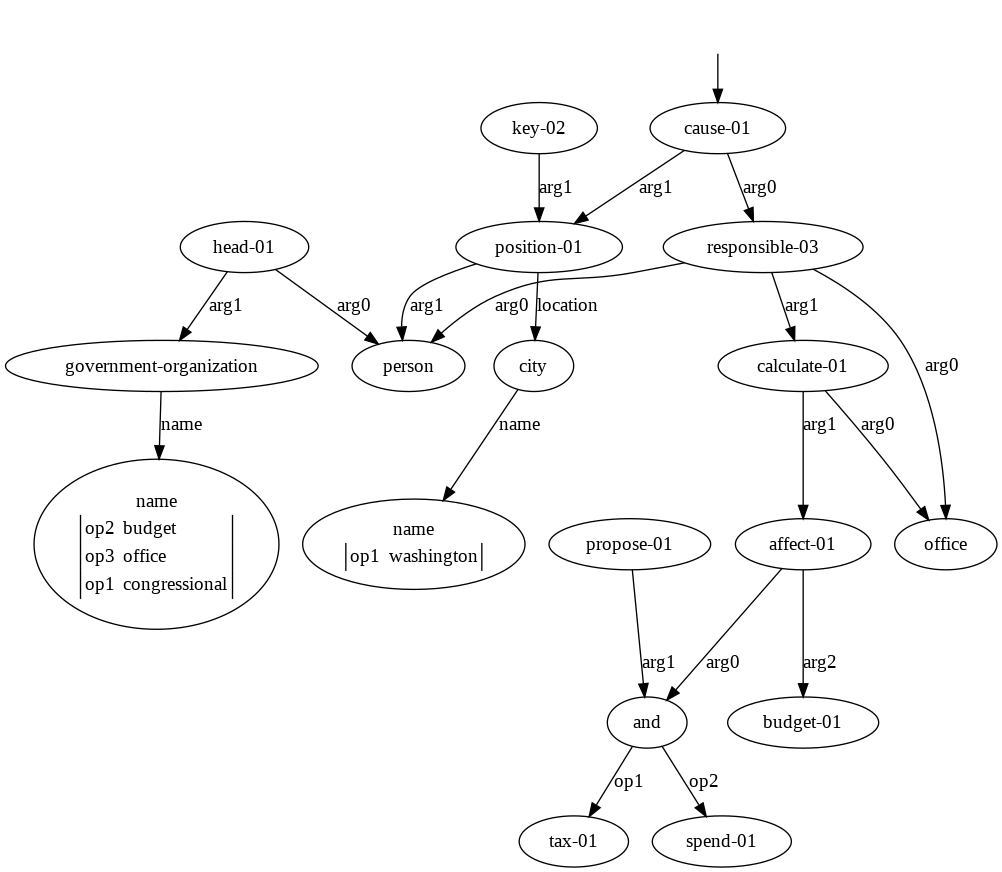 key-02
cause-01
arg1
arg1
arg0
head-01
position-01
responsible-03
arg1
arg0
arg1
arg0
location
arg1
arg0
government-organization
person
city
calculate-01
name
name
arg1
arg0
name
op2 budget
op3 office
op1 congressional
name
op1 washington
propose-01
affect-01
office
arg1
arg0
arg2
and
budget-01
op1
op2
tax-01
spend-01